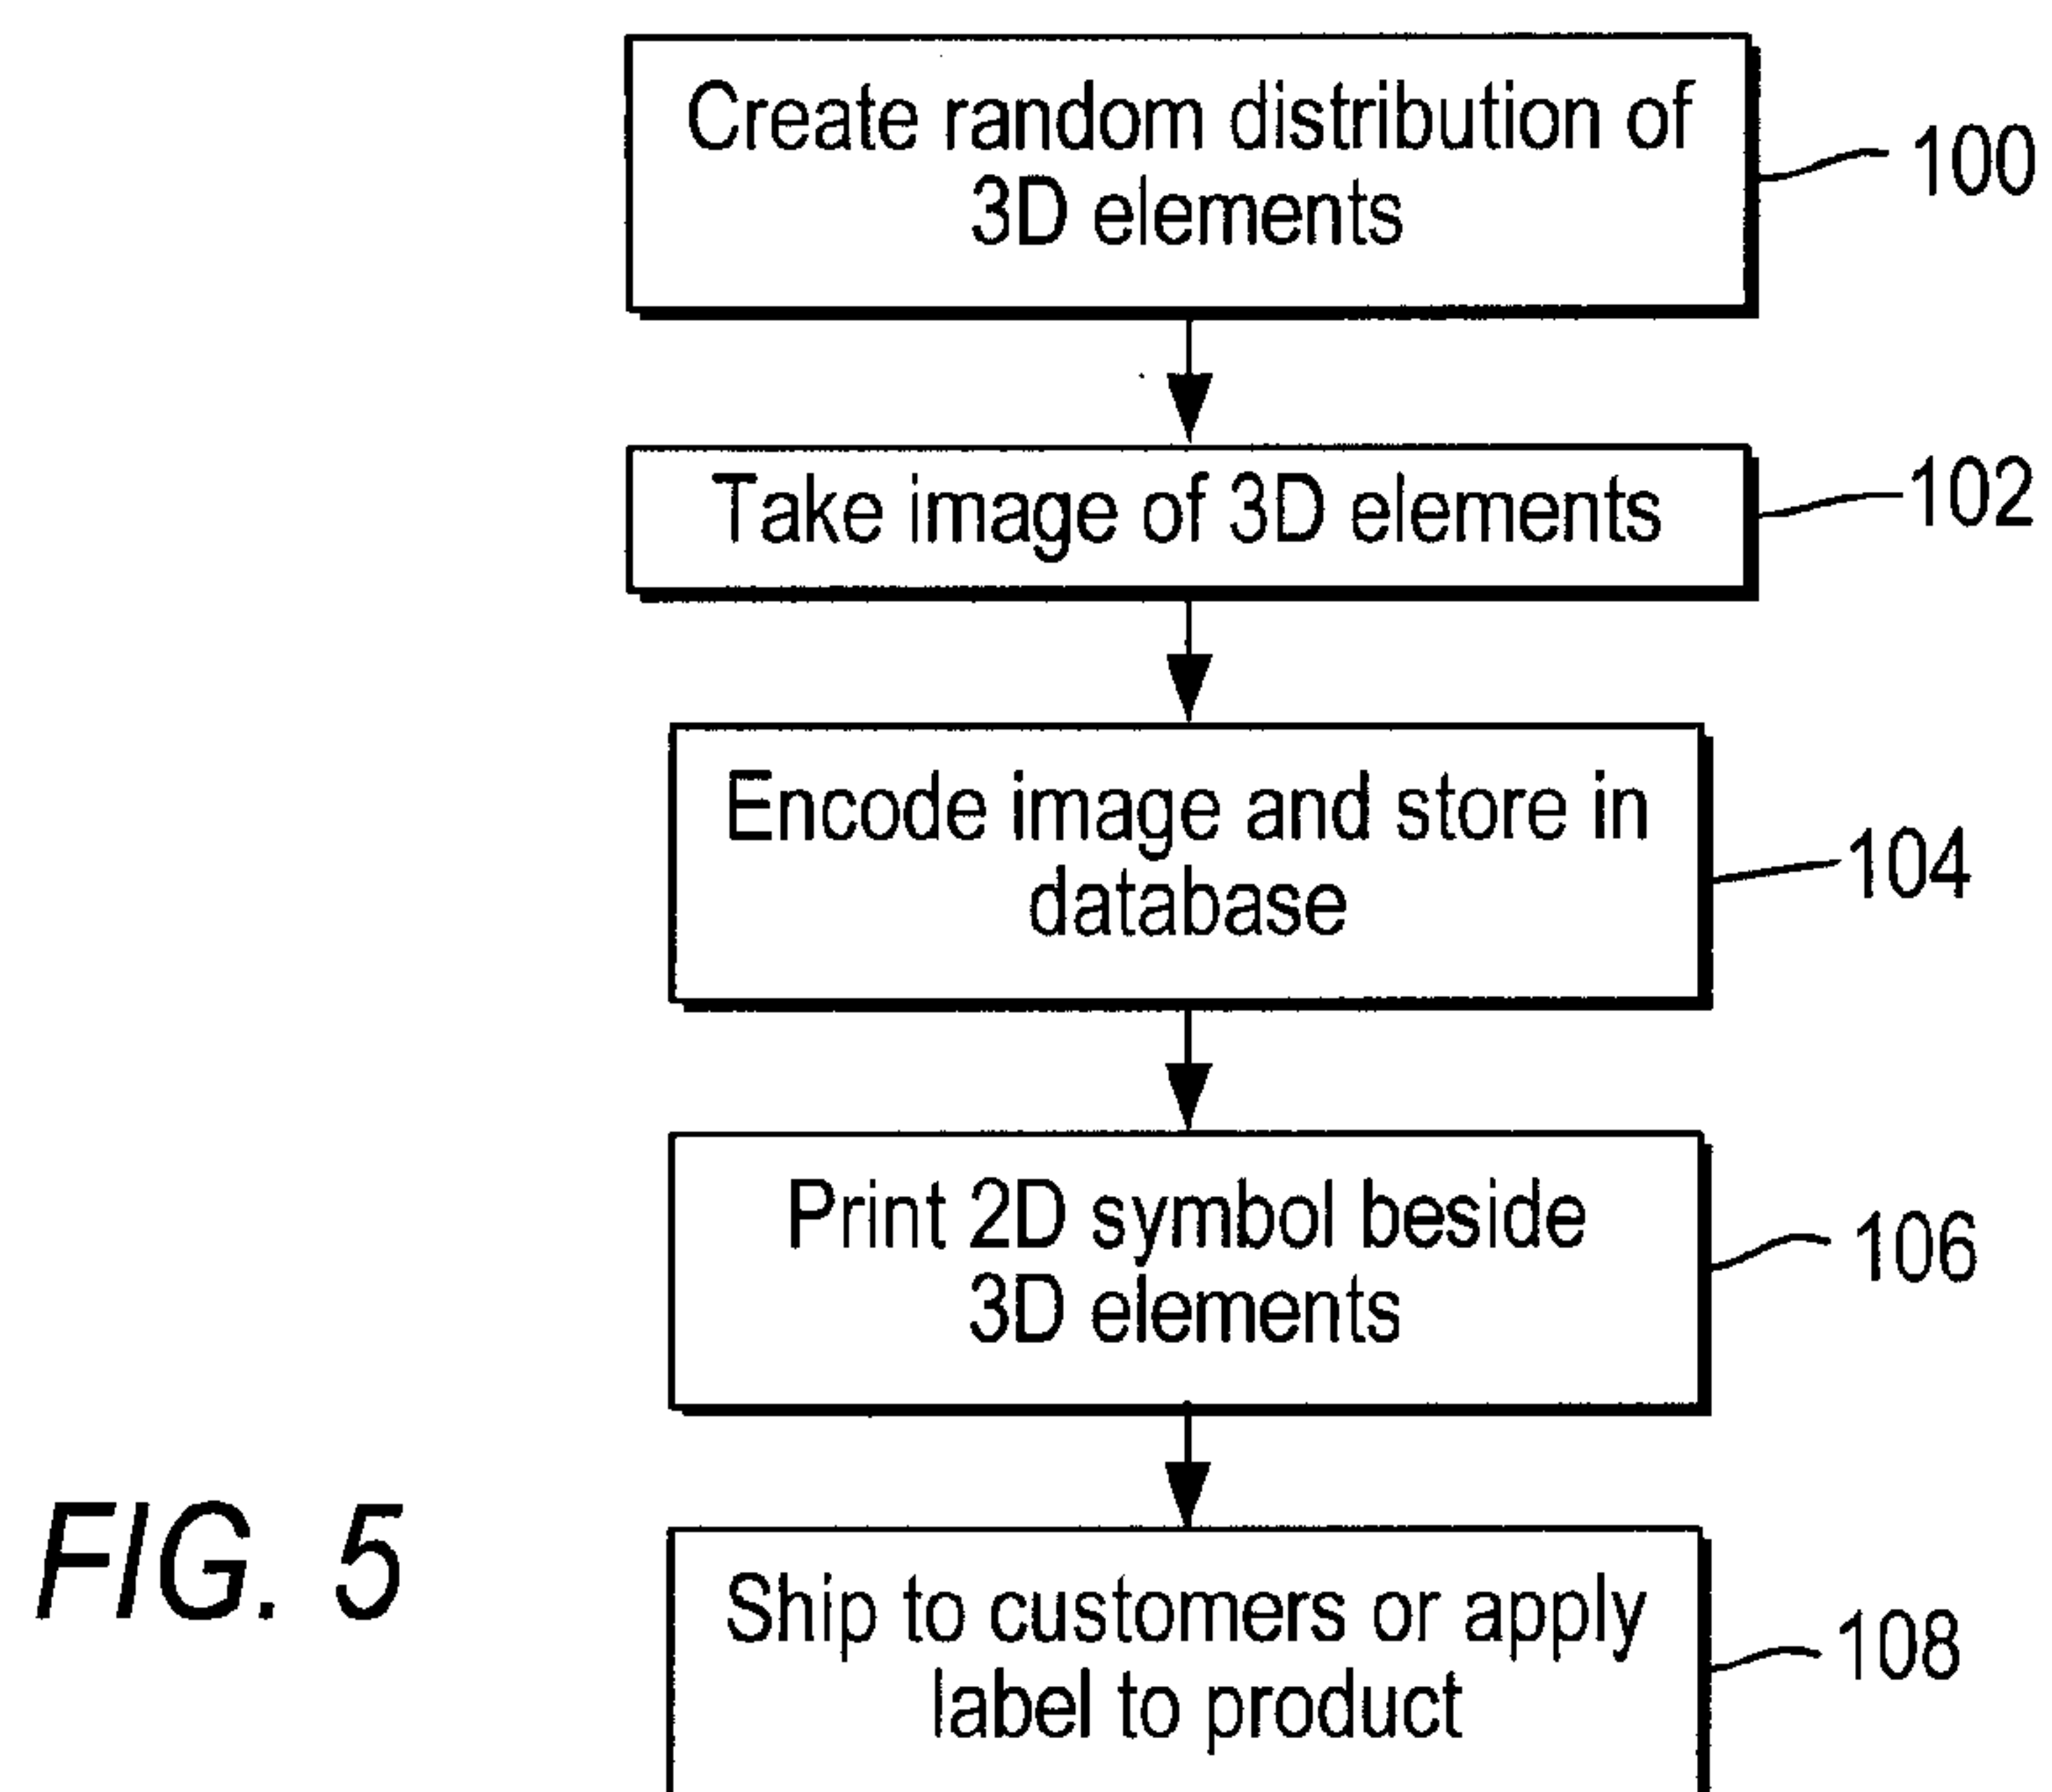 Create random distribution of
3D elements
100
Take image of 3D elements
102
Encode image and store in
database
104
Print 2D symbol beside
3D elements
106
FIG. 5
Ship to customers or apply
label to product
108